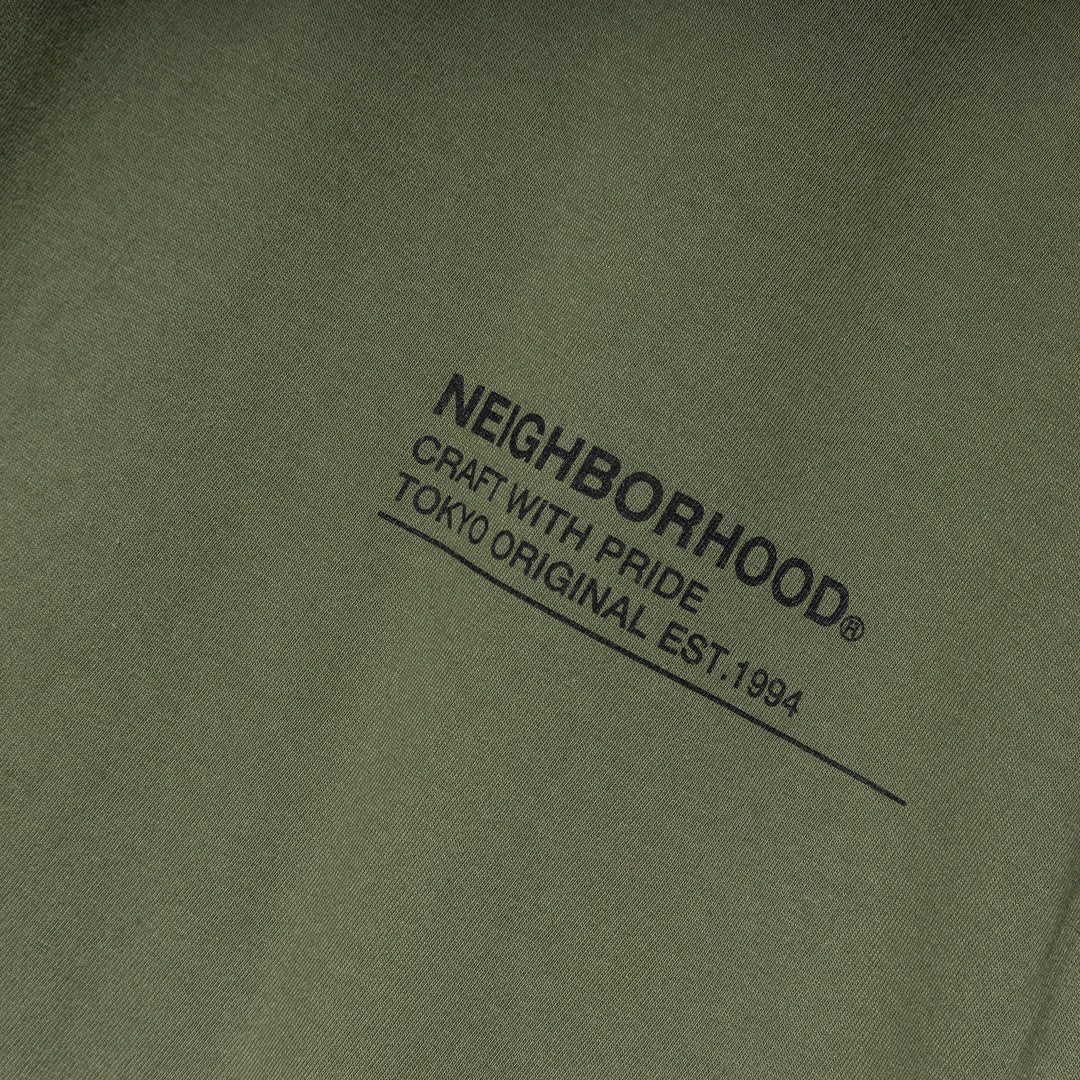 NEIGHBORHOOD®
CRAFT WITH PRIDE
TOKYO ORIGINAL EST.1994